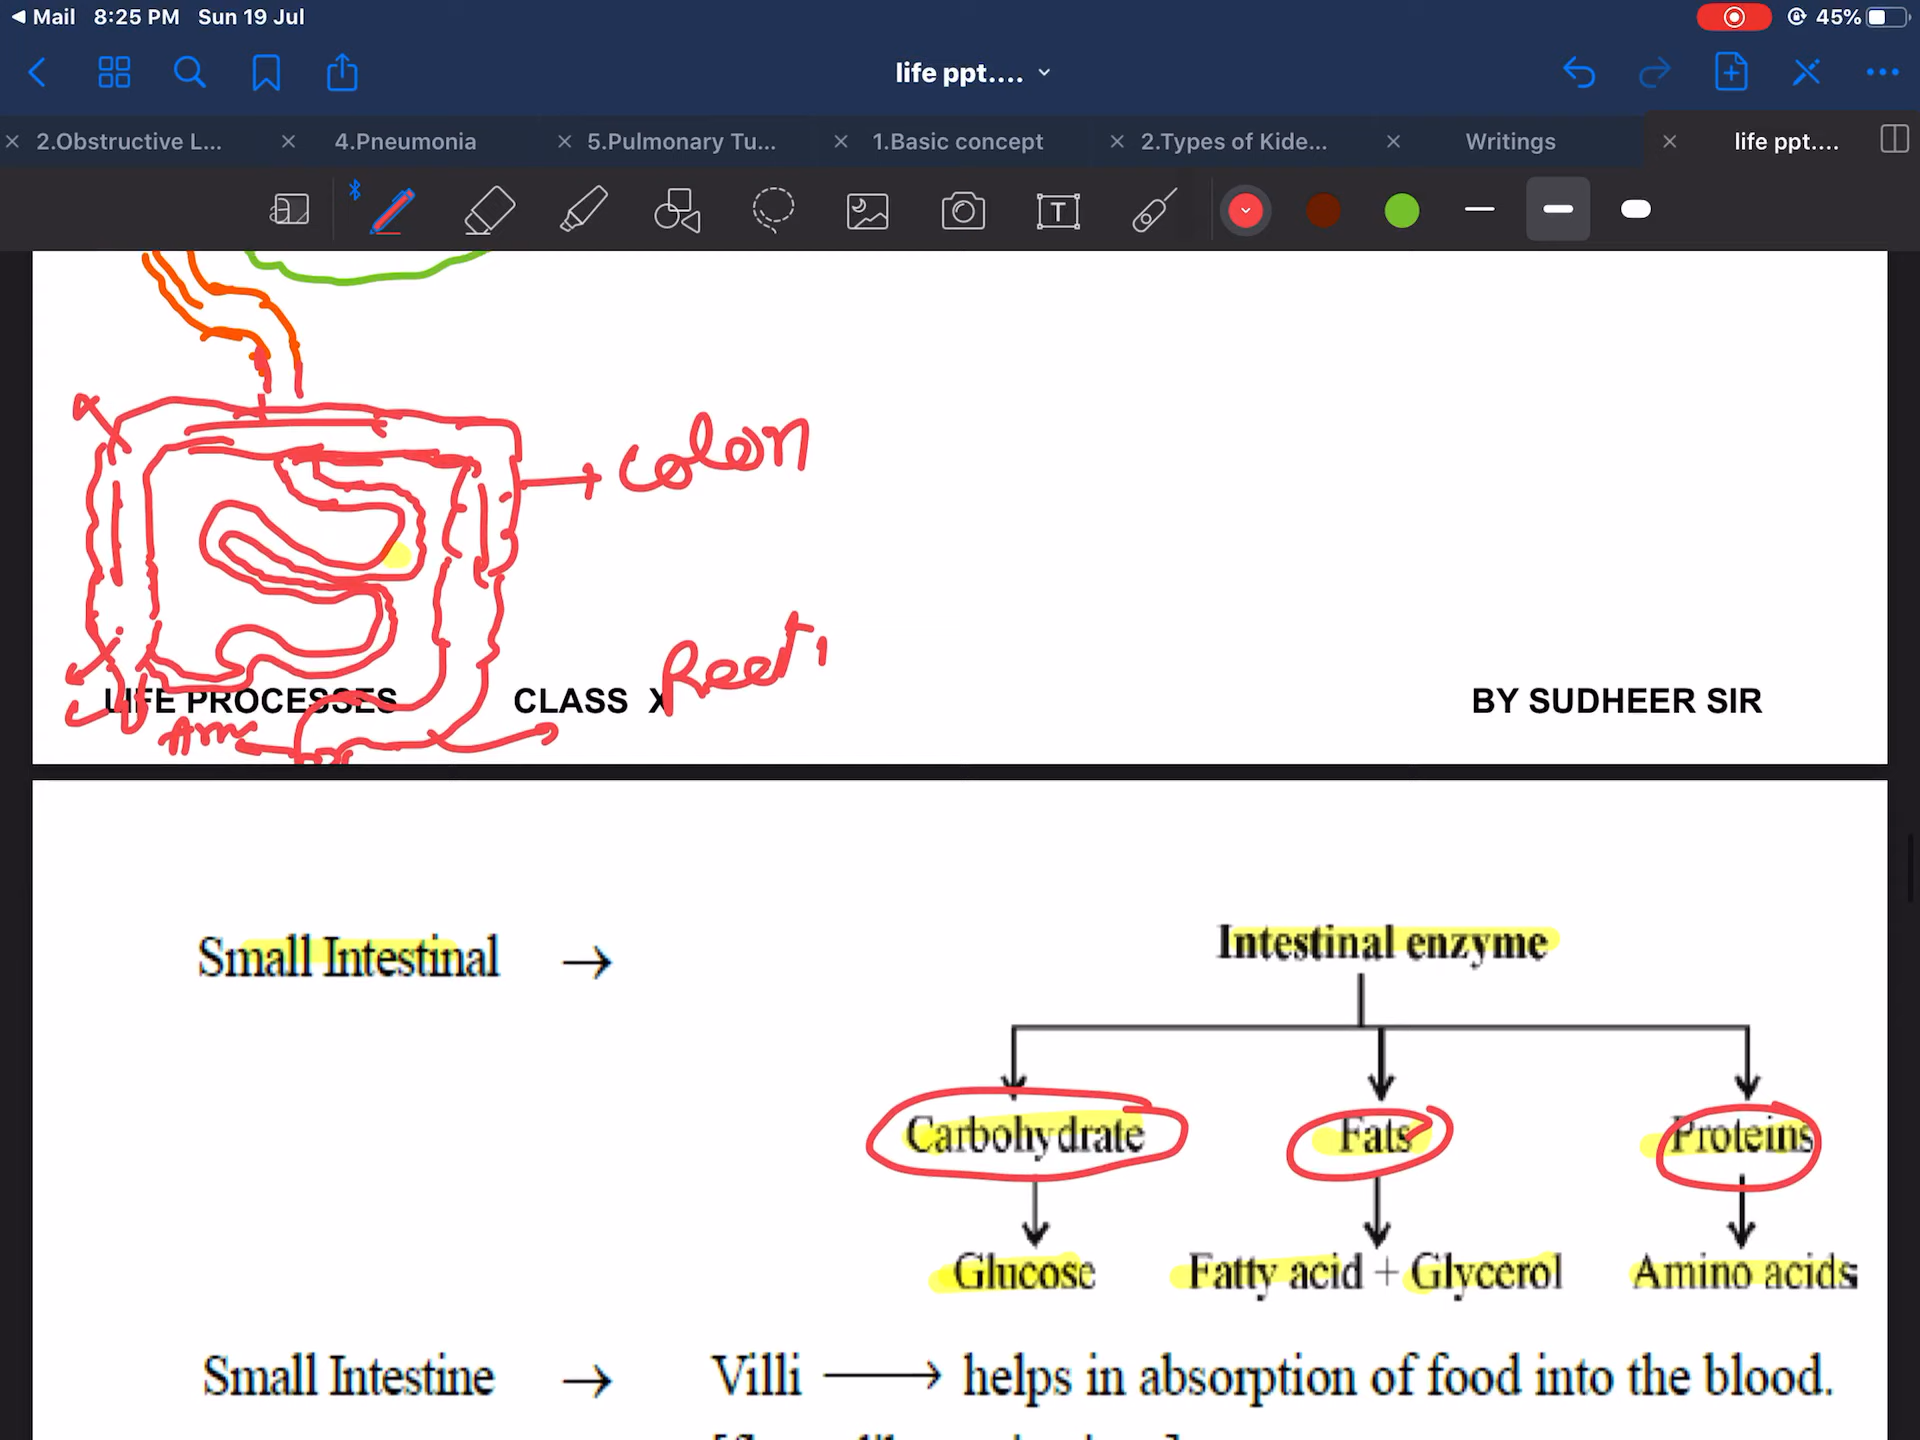 Mail 8:25 PM Sun 19 Jul 45%
life ppt....
2.Obstructive L... 4.Pneumonia 5.Pulmonary Tu... 1.Basic concept 2.Types of Kide... Writings life ppt....
Colon
LIFE PROCESSES CLASS X BY SUDHEER SIR
Small Intestinal → Intestinal enzyme
Carbohydrate Fats Proteins
Glucose Fatty acid + Glycerol Amino acids
Small Intestine → Villi → helps in absorption of food into the blood.